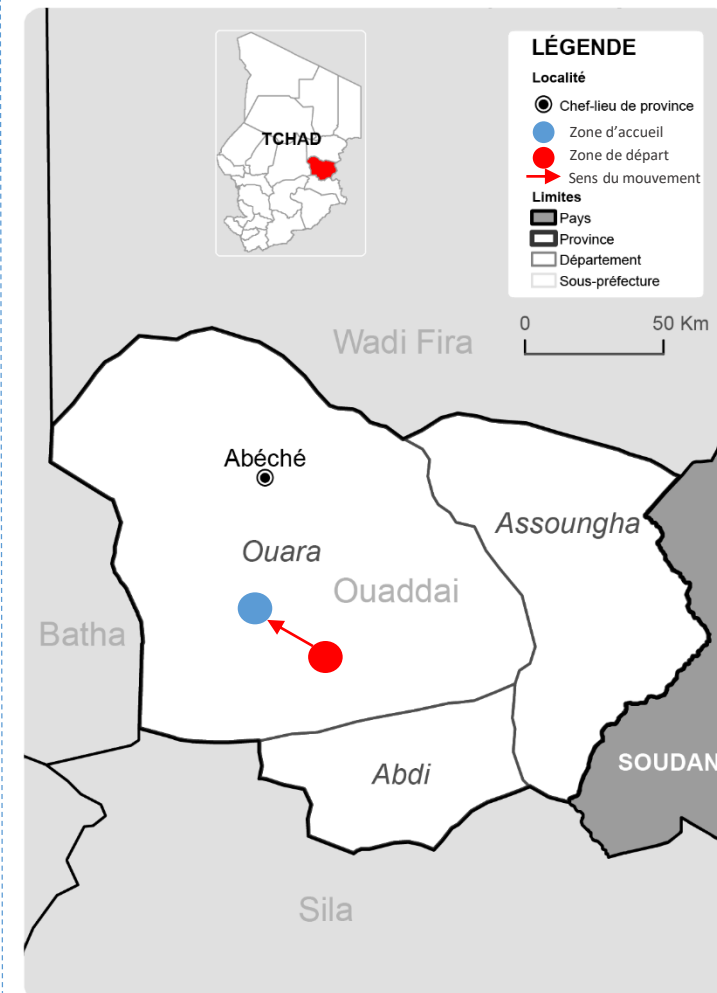 TCHAD
LÉGENDE
Localité
Chef-lieu de province
Zone d'accueil
Zone de départ
Sens du mouvement
Limites
Pays
Province
Département
Sous-préfecture
0 50 Km
Wadi Fira
Abéché
Assoungha
Ouara
Ouaddai
Batha
SOUDAN
Abdi
Sila